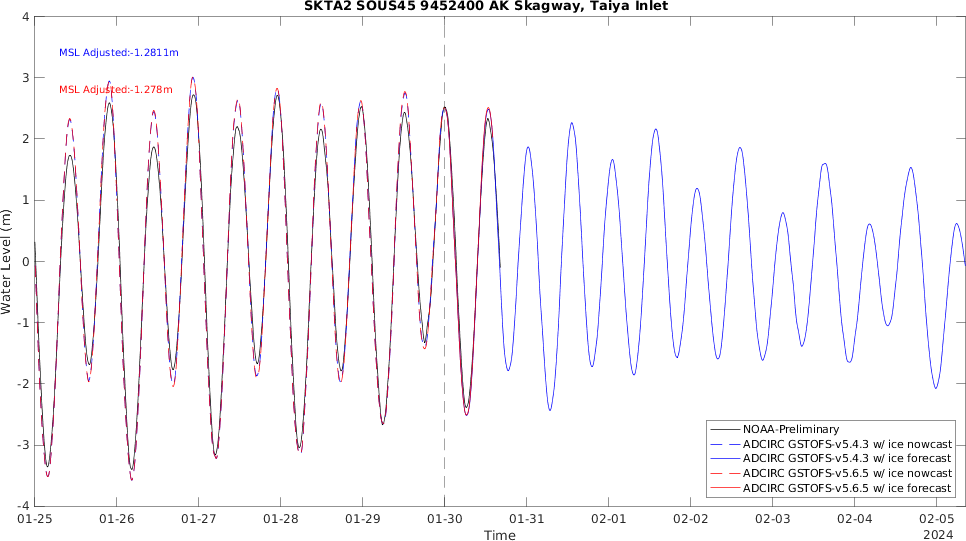 SKTA2 SOUS45 9452400 AK Skagway, Taiya Inlet
MSL Adjusted:-1.2811m
MSL Adjusted:-1.278m
Water Level (m)
4
3
2
1
0
-1
-2
-3
-4
NOAA-Preliminary
ADCIRC GSTOFS-v5.4.3 w/ ice nowcast
ADCIRC GSTOFS-v5.4.3 w/ ice forecast
ADCIRC GSTOFS-v5.6.5 w/ ice nowcast
ADCIRC GSTOFS-v5.6.5 w/ ice forecast
01-25 01-26 01-27 01-28 01-29 01-30 01-31 02-01 02-02 02-03 02-04 02-05
Time
2024